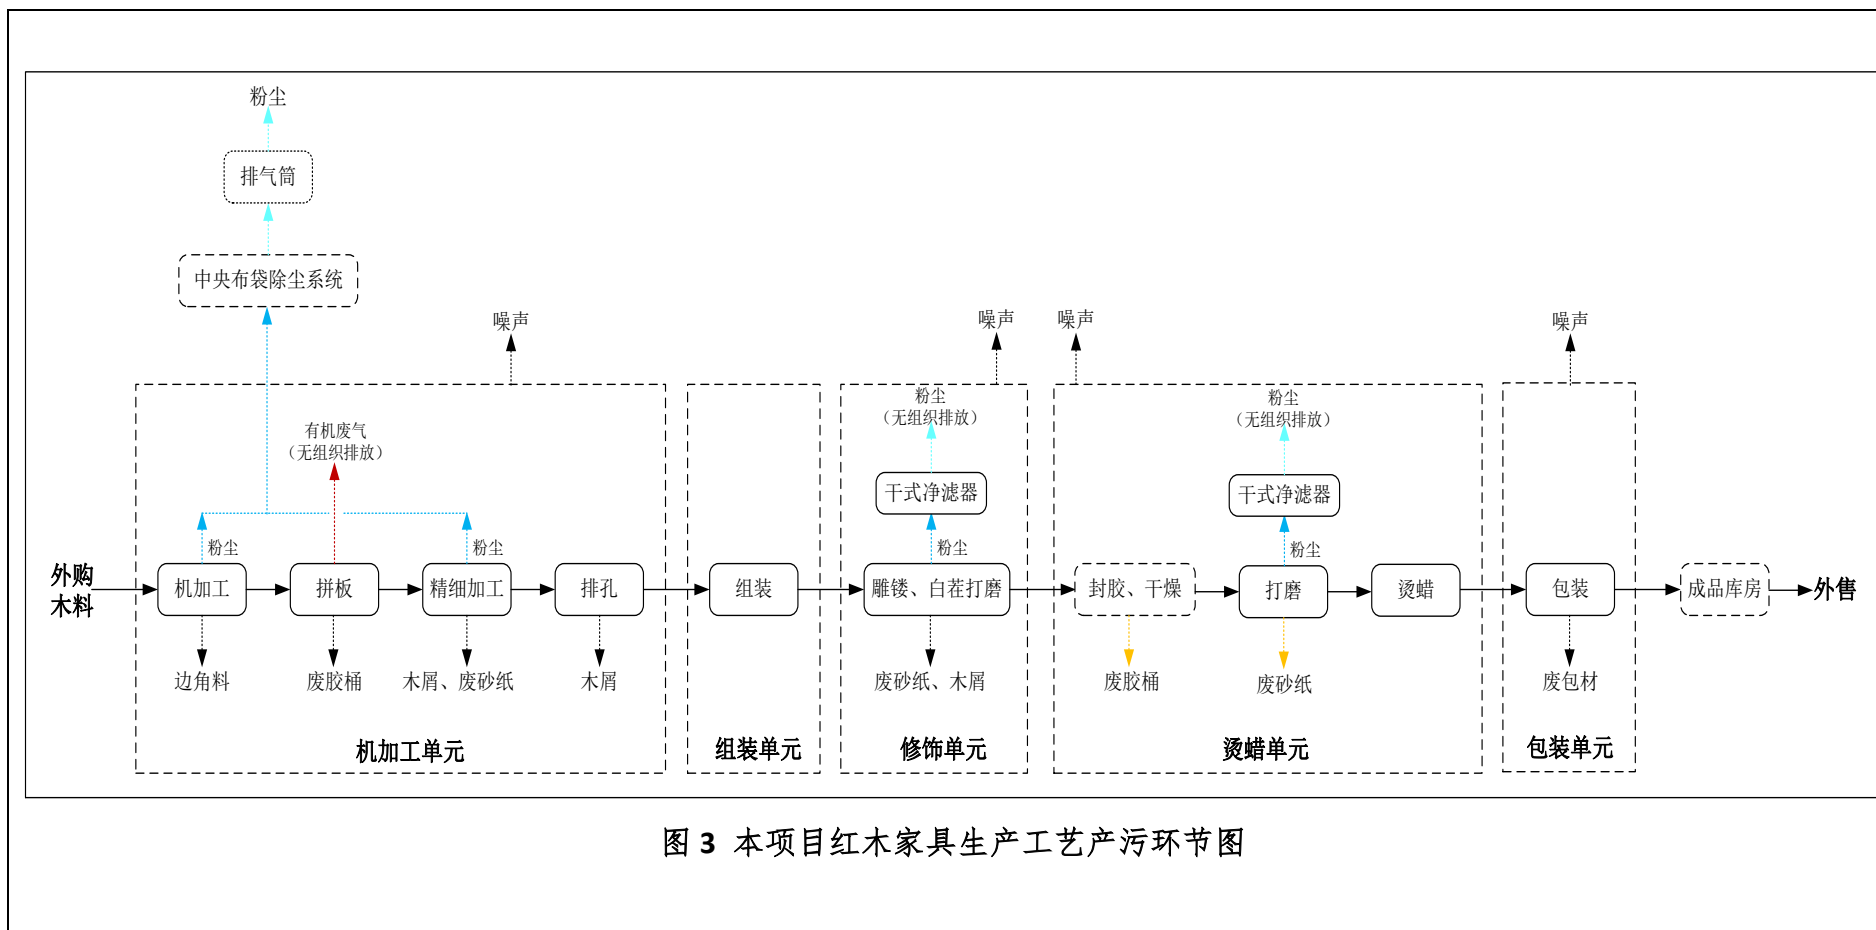 粉尘
排气筒
中央布袋除尘系统
噪声
噪声
噪声
噪声
有机废气
（无组织排放）
粉尘
（无组织排放）
粉尘
（无组织排放）
干式净滤器
干式净滤器
粉尘
粉尘
粉尘
粉尘
外购
木料
机加工
拼板
精细加工
排孔
组装
雕镂、白茬打磨
封胶、干燥
打磨
烫蜡
包装
成品库房
外售
边角料
废胶桶
木屑、废砂纸
木屑
废砂纸、木屑
废胶桶
废砂纸
废包材
机加工单元
组装单元
修饰单元
烫蜡单元
包装单元
图 3 本项目红木家具生产工艺产污环节图